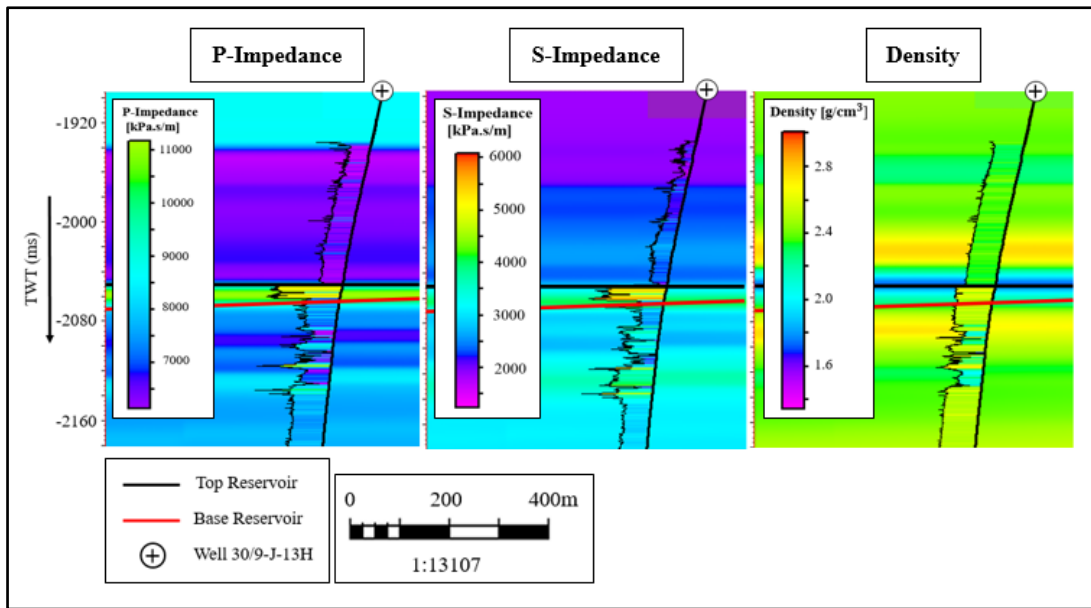 P-Impedance
S-Impedance
Density
P-Impedance
[kPa.s/m]
11000
10000
9000
8000
7000
S-Impedance
[kPa.s/m]
6000
5000
4000
3000
2000
Density [g/cm³]
2.8
2.4
2.0
1.6
TWT (ms)
-1920
-2000
-2080
-2160
Top Reservoir
Base Reservoir
Well 30/9-J-13H
0 200 400m
1:13107